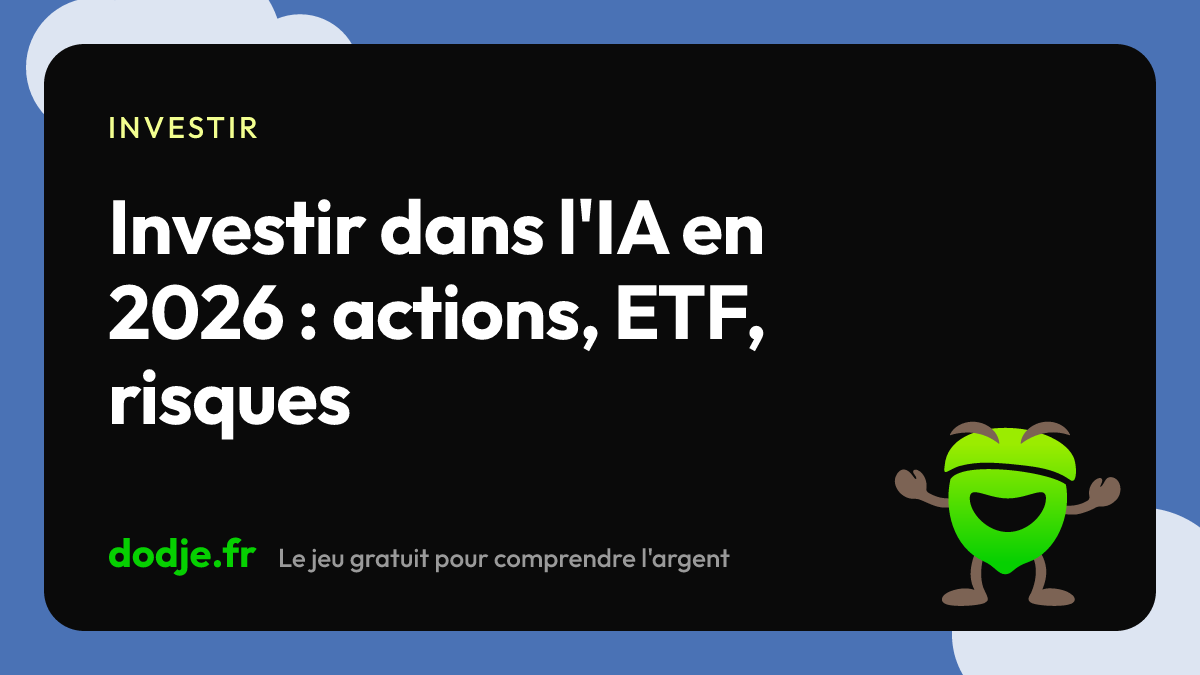 INVESTIR
Investir dans l'IA en
2026 : actions, ETF,
risques
dodje.fr Le jeu gratuit pour comprendre l'argent